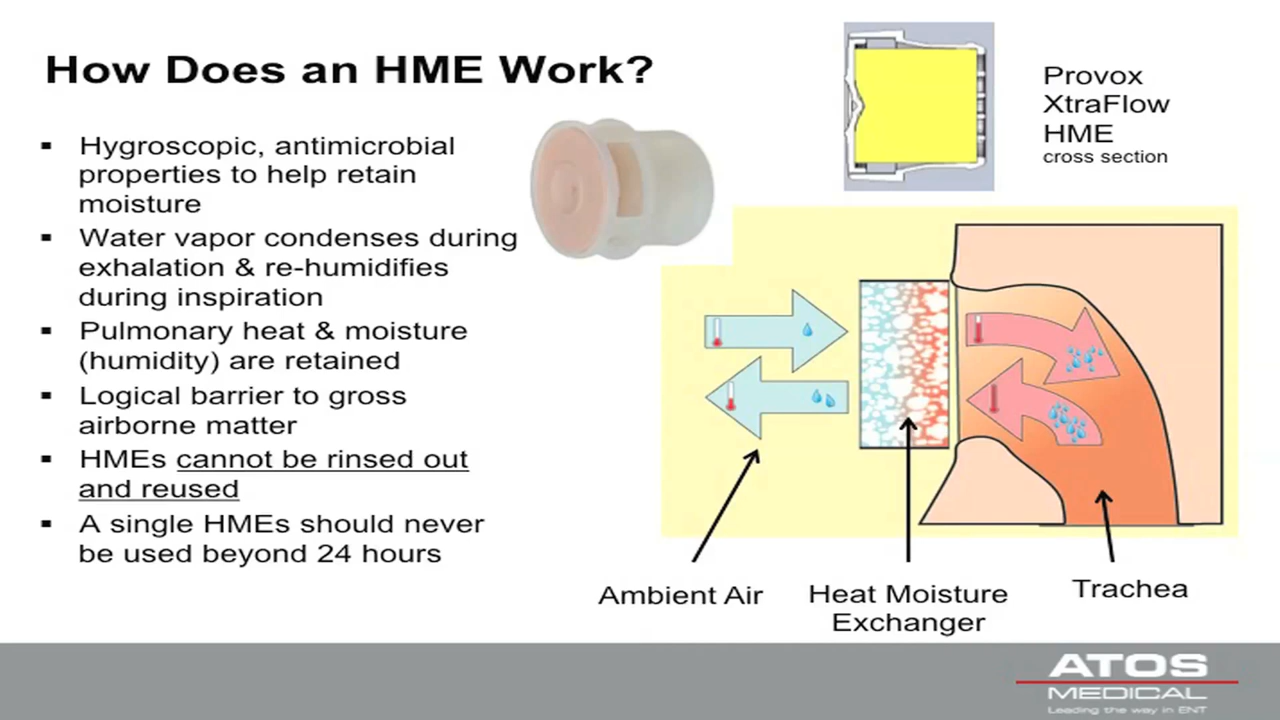 How Does an HME Work?
▪ Hygroscopic, antimicrobial
properties to help retain
moisture
▪ Water vapor condenses during
exhalation & re-humidifies
during inspiration
▪ Pulmonary heat & moisture
(humidity) are retained
▪ Logical barrier to gross
airborne matter
▪ HMEs cannot be rinsed out
and reused
▪ A single HMEs should never
be used beyond 24 hours
Provox
XtraFlow
HME
cross section
Ambient Air
Heat Moisture
Exchanger
Trachea
ATOS
MEDICAL
Leading the way in ENT